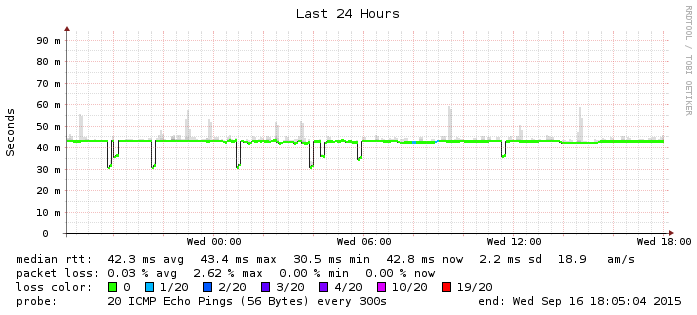 Last 24 Hours
RRDTOOL / TOBI OETIKER
Seconds
90 m
80 m
70 m
60 m
50 m
40 m
30 m
20 m
10 m
0
Wed 00:00 Wed 06:00 Wed 12:00 Wed 18:00
median rtt: 42.3 ms avg 43.4 ms max 30.5 ms min 42.8 ms now 2.2 ms sd 18.9 am/s
packet loss: 0.03 % avg 2.62 % max 0.00 % min 0.00 % now
loss color: 0 1/20 2/20 3/20 4/20 10/20 19/20
probe: 20 ICMP Echo Pings (56 Bytes) every 300s end: Wed Sep 16 18:05:04 2015